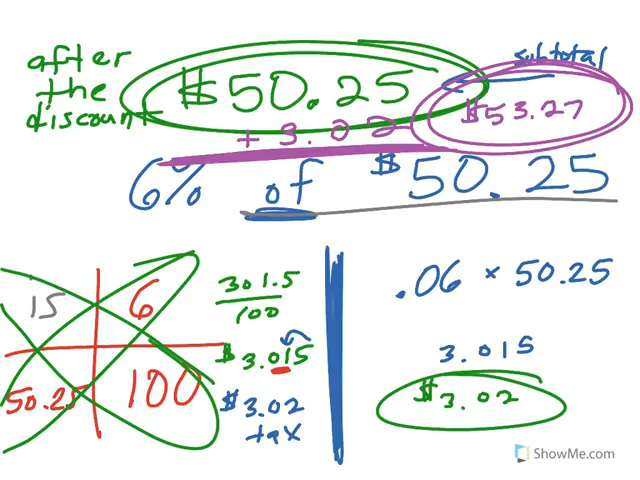 after
the
discount
$50.25
subtotal
$53.27
+3.02
6% of $50.25
15
6
50.25
100
301.5
100
$3.015
$3.02
tax
.06 × 50.25
3.015
$3.02
ShowMe.com